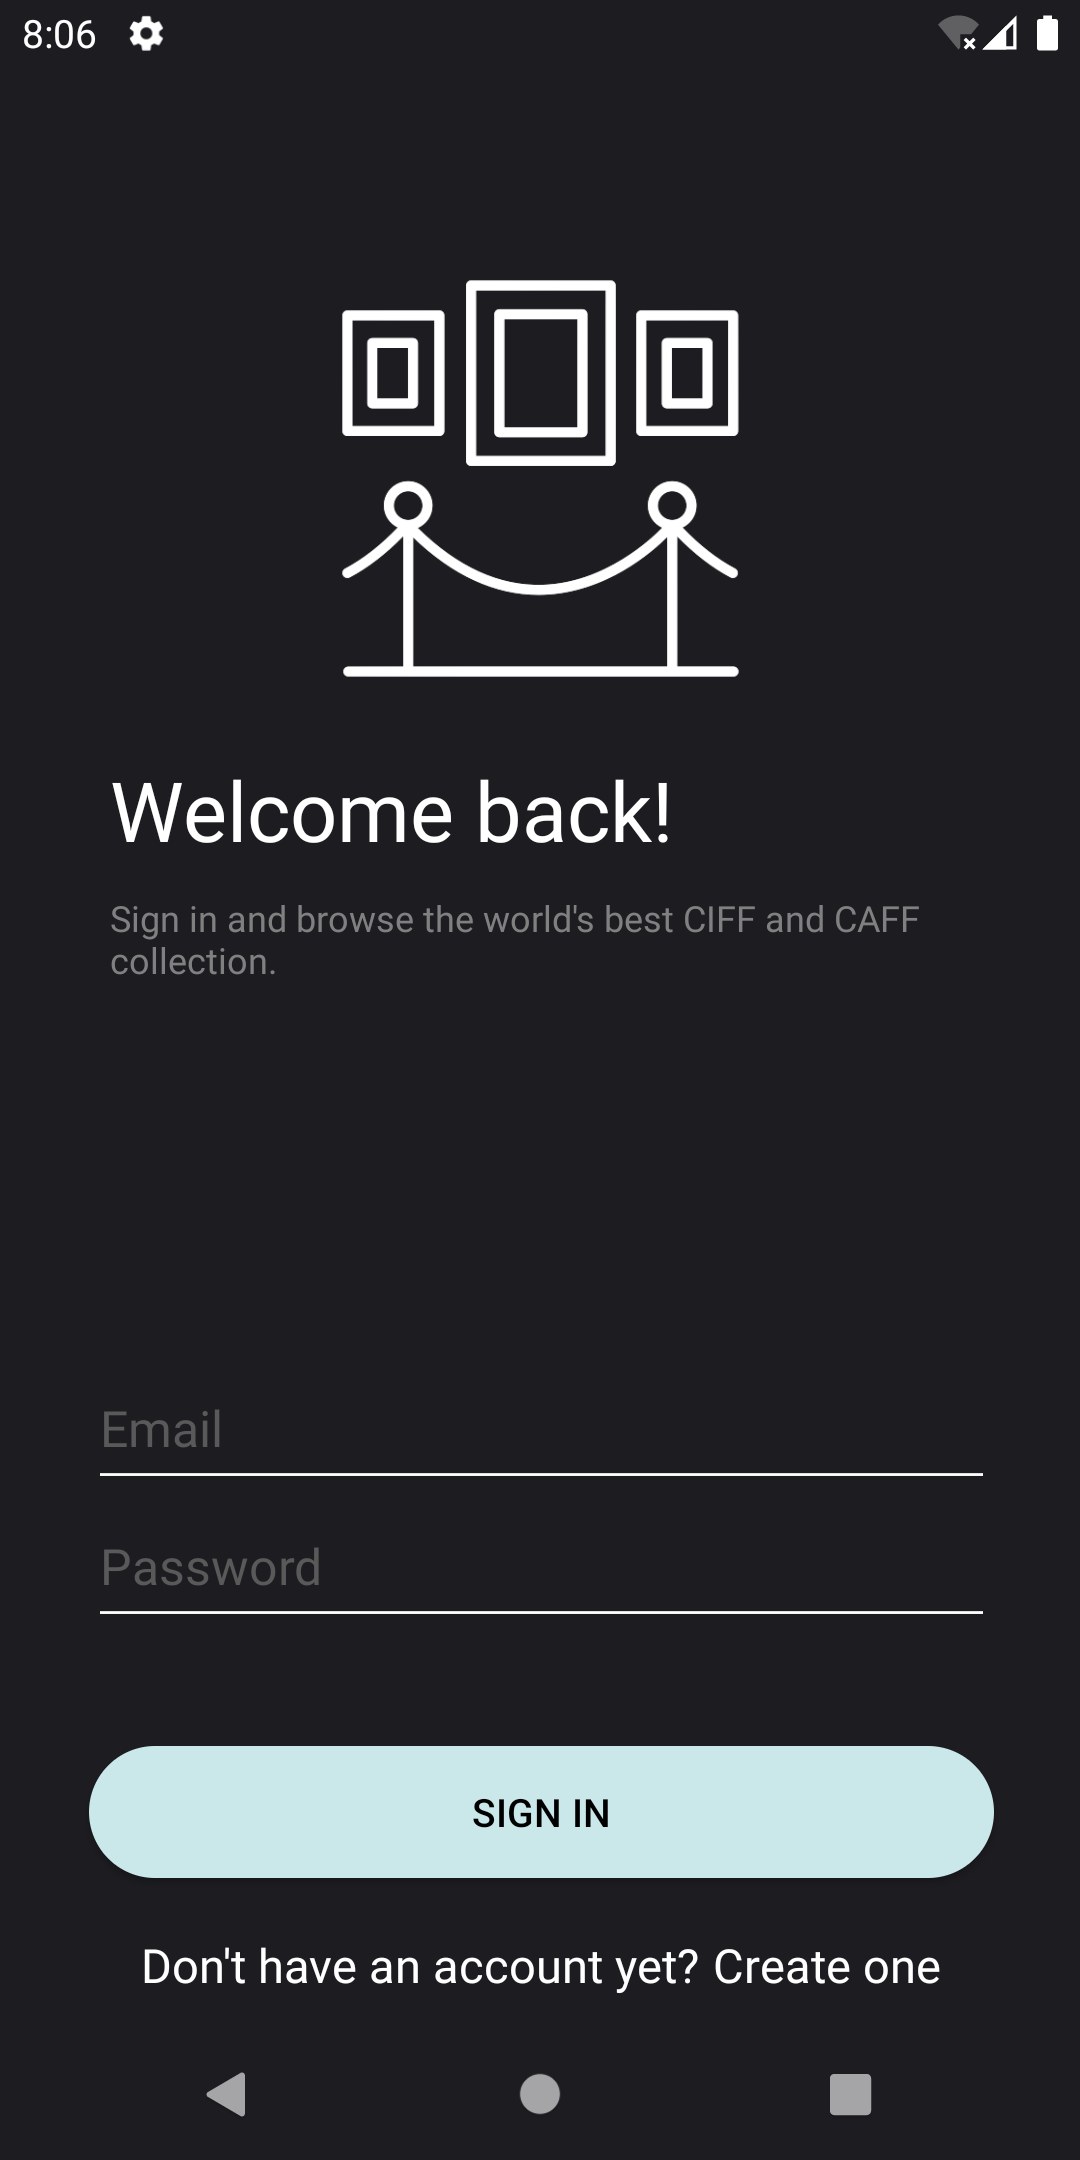 8:06
Welcome back!
Sign in and browse the world's best CIFF and CAFF
collection.
Email
Password
SIGN IN
Don't have an account yet? Create one